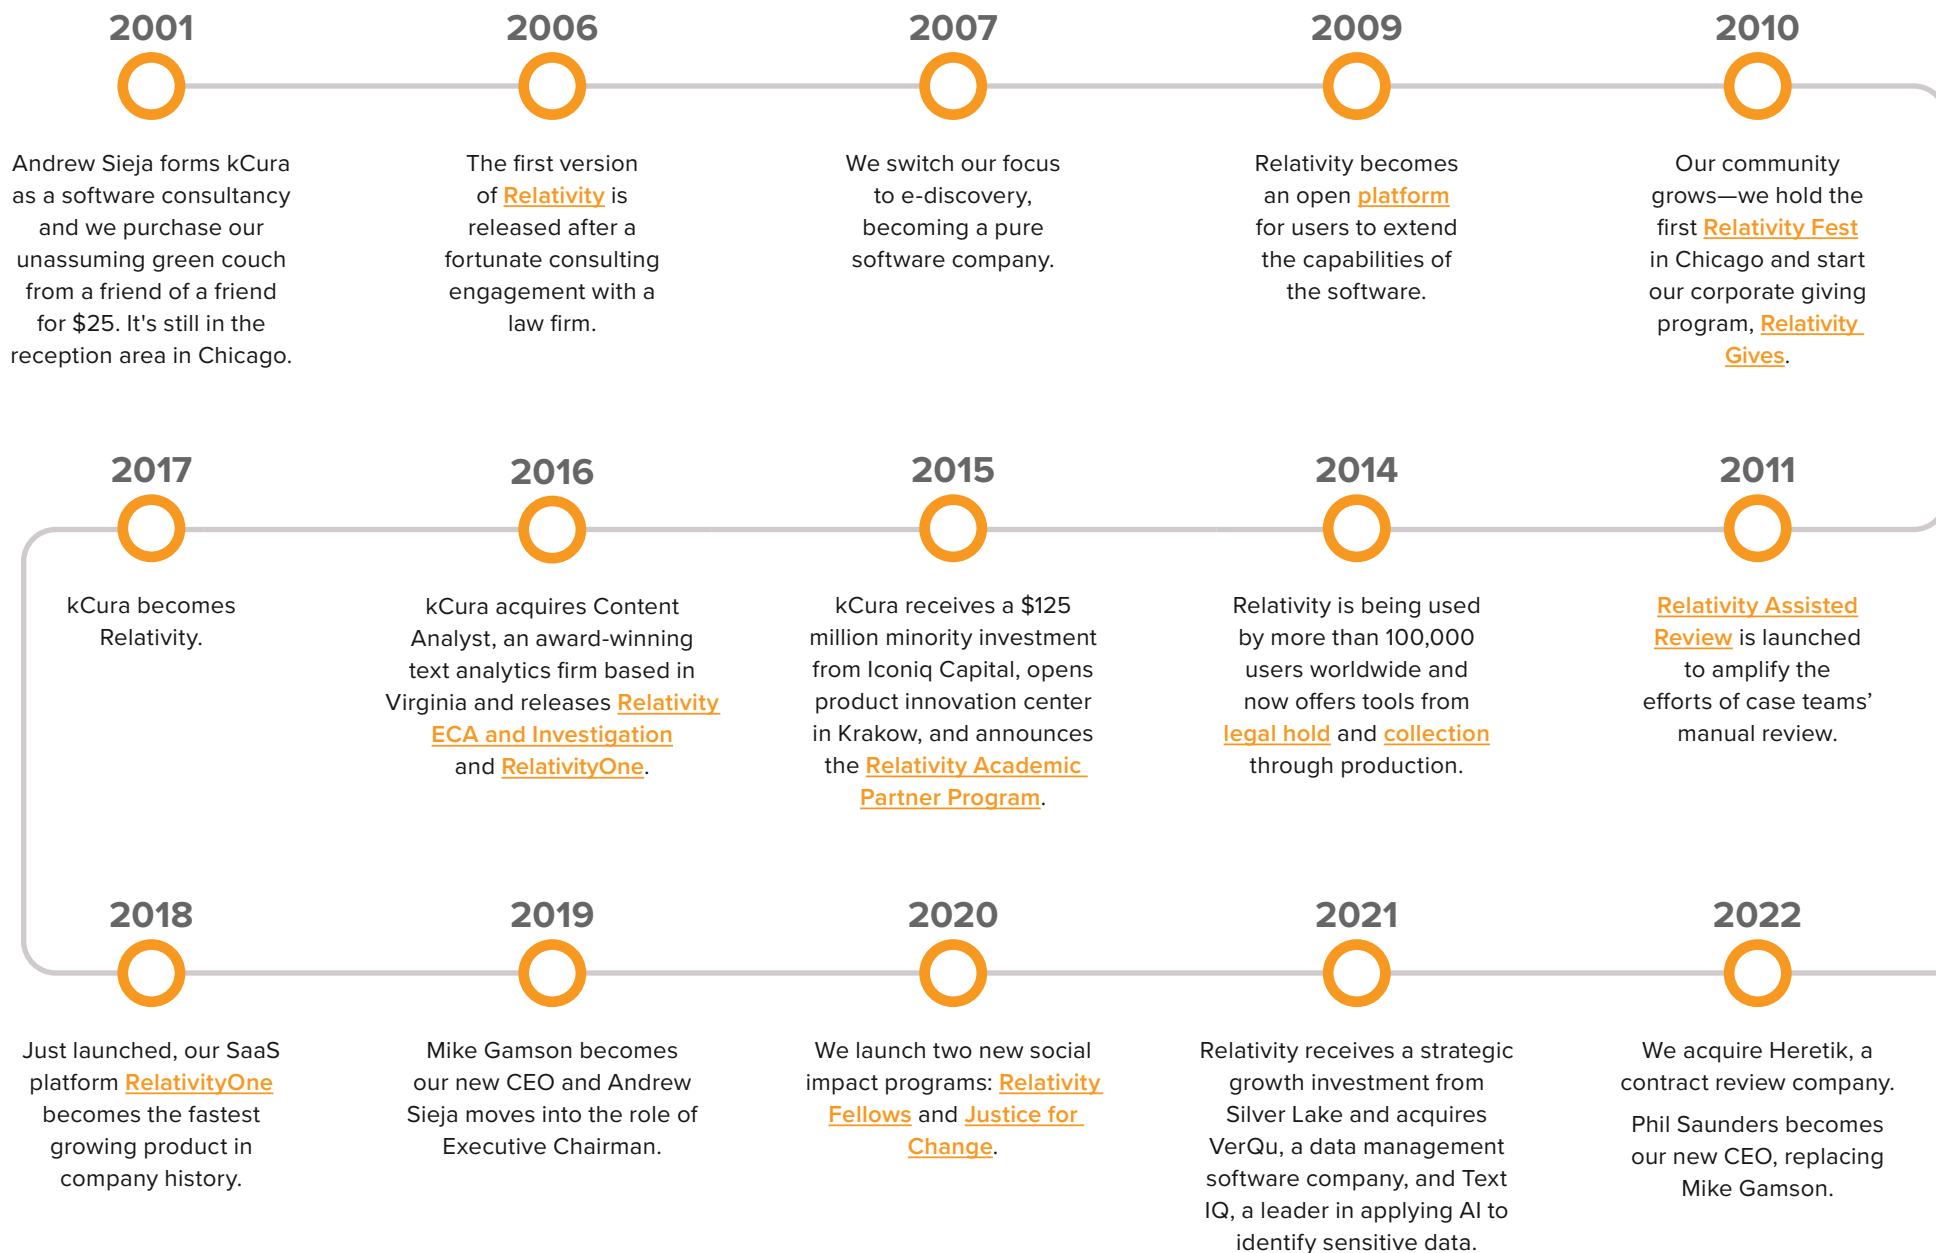 2001
Andrew Sieja forms kCura
as a software consultancy
and we purchase our
unassuming green couch
from a friend of a friend
for $25. It's still in the
reception area in Chicago.
2006
The first version
of Relativity is
released after a
fortunate consulting
engagement with a
law firm.
2007
We switch our focus
to e-discovery,
becoming a pure
software company.
2009
Relativity becomes
an open platform
for users to extend
the capabilities of
the software.
2010
Our community
grows—we hold the
first Relativity Fest
in Chicago and start
our corporate giving
program, Relativity
Gives.
2011
Relativity Assisted
Review is launched
to amplify the
efforts of case teams’
manual review.
2014
Relativity is being used
by more than 100,000
users worldwide and
now offers tools from
legal hold and collection
through production.
2015
kCura receives a $125
million minority investment
from Iconiq Capital, opens
product innovation center
in Krakow, and announces
the Relativity Academic
Partner Program.
2016
kCura acquires Content
Analyst, an award-winning
text analytics firm based in
Virginia and releases Relativity
ECA and Investigation
and RelativityOne.
2017
kCura becomes
Relativity.
2018
Just launched, our SaaS
platform RelativityOne
becomes the fastest
growing product in
company history.
2019
Mike Gamson becomes
our new CEO and Andrew
Sieja moves into the role of
Executive Chairman.
2020
We launch two new social
impact programs: Relativity
Fellows and Justice for
Change.
2021
Relativity receives a strategic
growth investment from
Silver Lake and acquires
VerQu, a data management
software company, and Text
IQ, a leader in applying AI to
identify sensitive data.
2022
We acquire Heretik, a
contract review company.
Phil Saunders becomes
our new CEO, replacing
Mike Gamson.